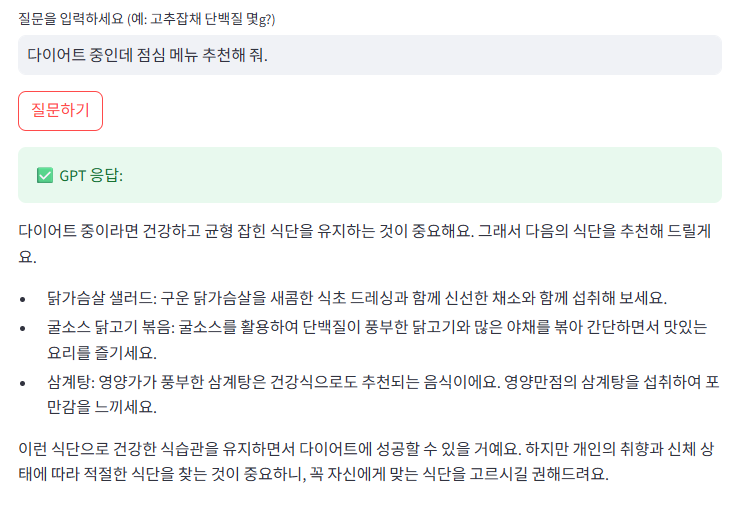 질문을 입력하세요 (예: 고추잡채 단백질 몇g?)
다이어트 중인데 점심 메뉴 추천해 줘.
질문하기
✅ GPT 응답:
다이어트 중이라면 건강하고 균형 잡힌 식단을 유지하는 것이 중요해요. 그래서 다음의 식단을 추천해 드릴게
요.
• 닭가슴살 샐러드: 구운 닭가슴살을 새콤한 식초 드레싱과 함께 신선한 채소와 함께 섭취해 보세요.
• 굴소스 닭고기 볶음: 굴소스를 활용하여 단백질이 풍부한 닭고기와 많은 야채를 볶아 간단하면서 맛있는
요리를 즐기세요.
• 삼계탕: 영양가가 풍부한 삼계탕은 건강식으로도 추천되는 음식이에요. 영양만점의 삼계탕을 섭취하여 포
만감을 느끼세요.
이런 식단으로 건강한 식습관을 유지하면서 다이어트에 성공할 수 있을 거예요. 하지만 개인의 취향과 신체 상
태에 따라 적절한 식단을 찾는 것이 중요하니, 꼭 자신에게 맞는 식단을 고르시길 권해드려요.